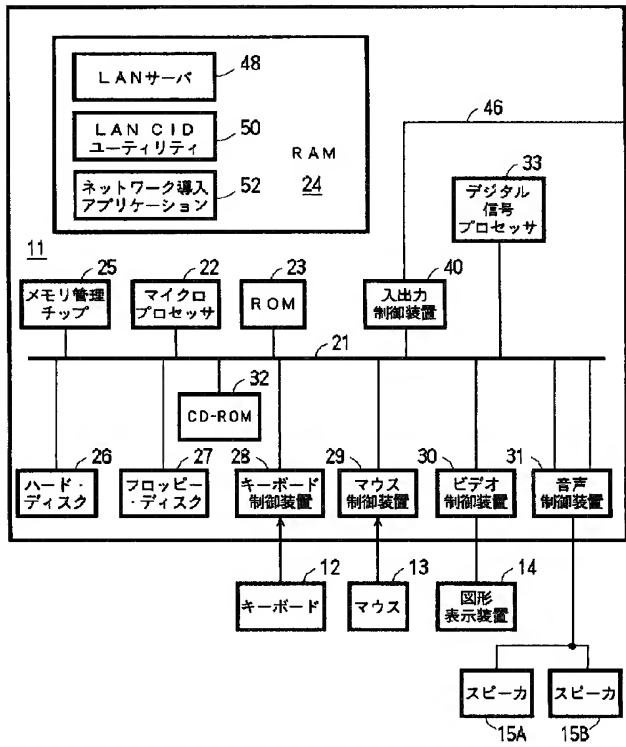 LANサーバ
48
LAN CID
ユーティリティ
50
RAM
24
ネットワーク導入
アプリケーション
52
46
33
デジタル
信号
プロセッサ
11
25
メモリ管理
チップ
22
マイクロ
プロセッサ
23
ROM
40
入出力
制御装置
21
32
CD-ROM
26
ハード・
ディスク
27
フロッピー
・ディスク
28
キーボード
制御装置
29
マウス
制御装置
30
ビデオ
制御装置
31
音声
制御装置
12
キーボード
13
マウス
14
図形
表示装置
スピーカ
15A
スピーカ
15B